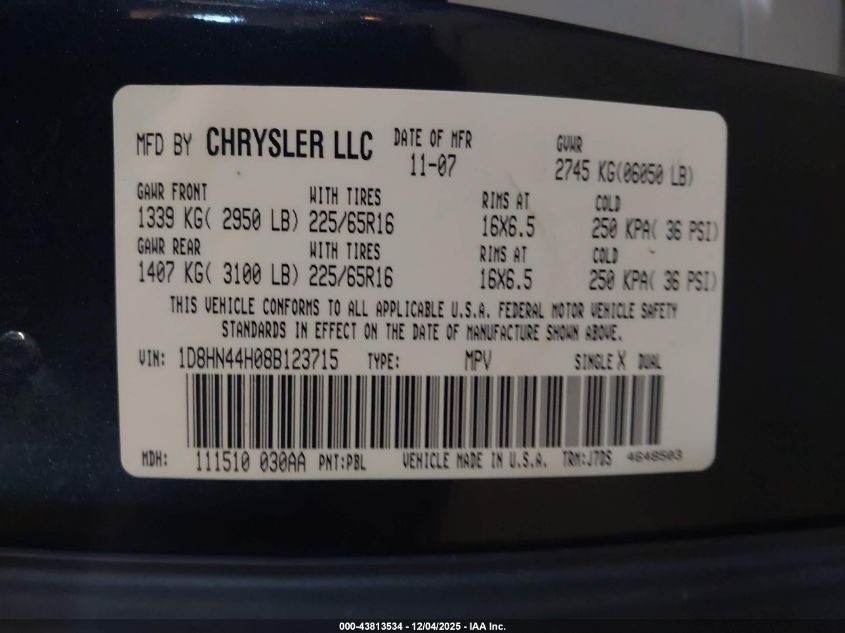 MFD BY CHRYSLER LLC DATE OF MFR 11-07 GVWR 2745 KG(06050 LB)
GAWR FRONT WITH TIRES RIMS AT COLD
1339 KG( 2950 LB) 225/65R16 16X6.5 250 KPA( 36 PSI)
GAWR REAR WITH TIRES RIMS AT COLD
1407 KG( 3100 LB) 225/65R16 16X6.5 250 KPA( 36 PSI)
THIS VEHICLE CONFORMS TO ALL APPLICABLE U.S.A. FEDERAL MOTOR VEHICLE SAFETY
STANDARDS IN EFFECT ON THE DATE OF MANUFACTURE SHOWN ABOVE.
VIN: 1D8HN44H08B123715 TYPE: MPV SINGLE X DUAL
MDH: 111510 030AA PNT:PBL VEHICLE MADE IN U.S.A. TRM:J7DS 4648503
000-43813534 - 12/04/2025 - IAA Inc.